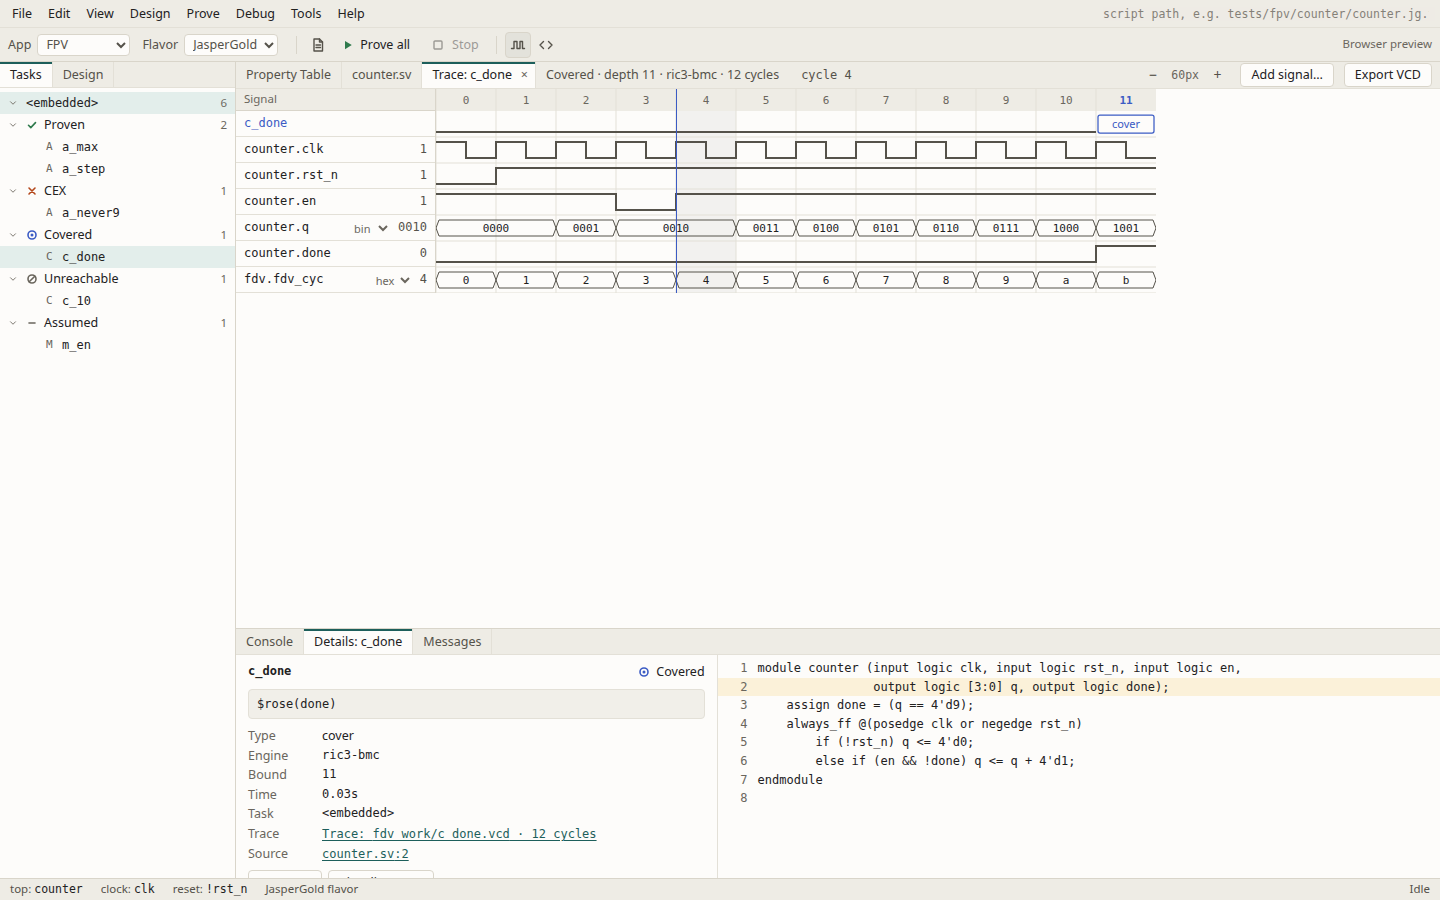 File Edit View Design Prove Debug Tools Help script path, e.g. tests/fpv/counter/counter.jg.
App FPV Flavor JasperGold Prove all Stop Browser preview
Tasks Design Property Table counter.sv Trace: c_done × Covered · depth 11 · ric3-bmc · 12 cycles cycle 4 − 60px + Add signal... Export VCD
<embedded> 6
Proven 2
A a_max
A a_step
CEX 1
A a_never9
Covered 1
C c_done
Unreachable 1
C c_10
Assumed 1
M m_en
Signal 0 1 2 3 4 5 6 7 8 9 10 11
c_done cover
counter.clk 1
counter.rst_n 1
counter.en 1
counter.q bin 0010 0000 0001 0010 0011 0100 0101 0110 0111 1000 1001
counter.done 0
fdv.fdv_cyc hex 4 0 1 2 3 4 5 6 7 8 9 a b
Console Details: c_done Messages
c_done Covered
$rose(done)
Type cover
Engine ric3-bmc
Bound 11
Time 0.03s
Task <embedded>
Trace Trace: fdv_work/c_done.vcd · 12 cycles
Source counter.sv:2
1 module counter (input logic clk, input logic rst_n, input logic en,
2 output logic [3:0] q, output logic done);
3 assign done = (q == 4'd9);
4 always_ff @(posedge clk or negedge rst_n)
5 if (!rst_n) q <= 4'd0;
6 else if (en && !done) q <= q + 4'd1;
7 endmodule
8
top: counter clock: clk reset: !rst_n JasperGold flavor Idle